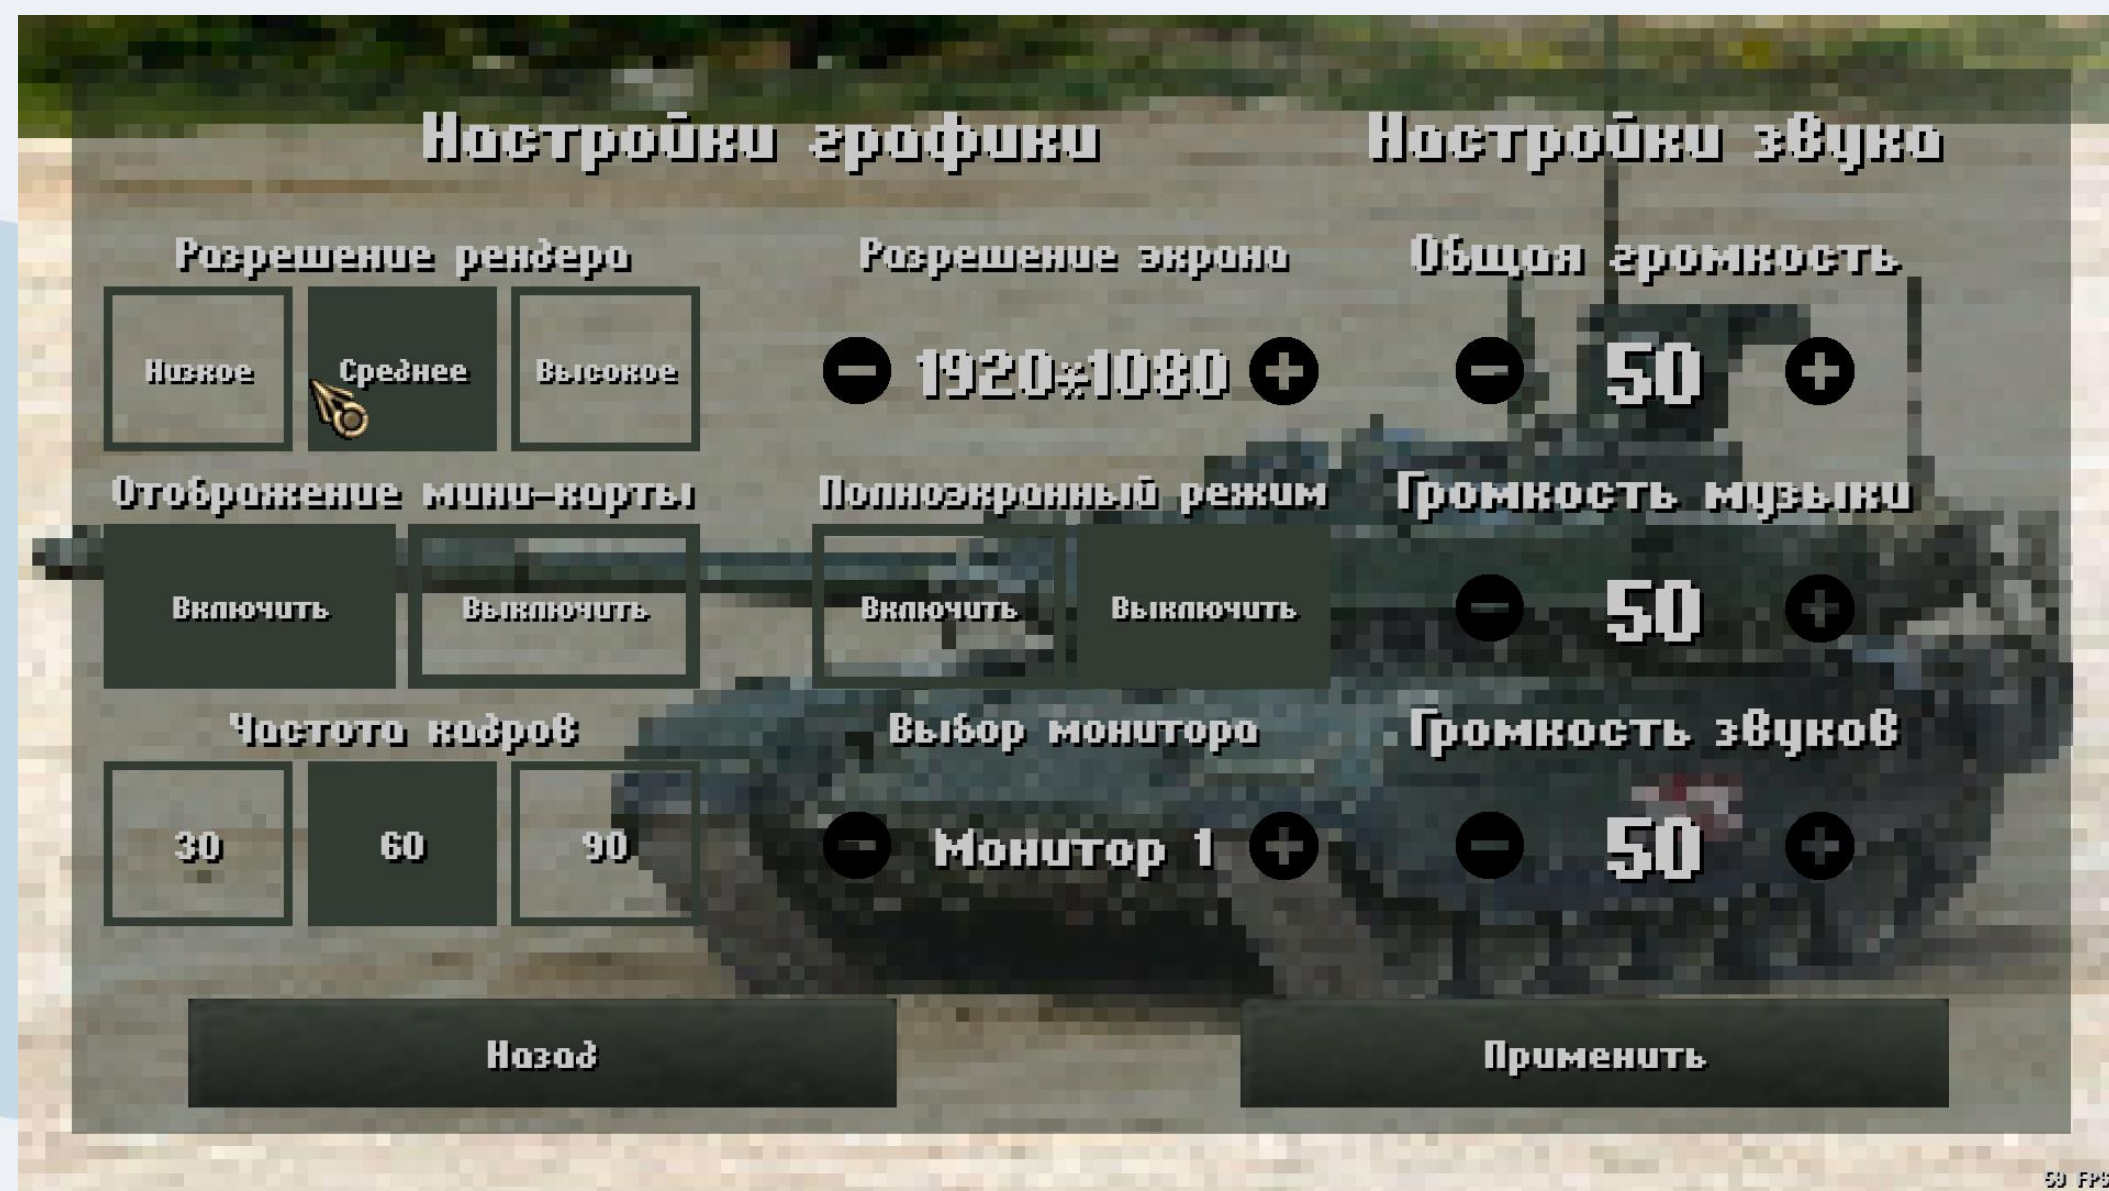 Настройки графики
Настройки звука
Разрешение рендера
Разрешение экрана
Общая громкость
Низкое
Среднее
Высокое
1920x1080
50
Отображение мини-карты
Полноэкранный режим
Громкость музыки
Включить
Выключить
Включить
Выключить
50
Частота кадров
Выбор монитора
Громкость звуков
30
60
90
Монитор 1
50
Назад
Применить
59 FPS